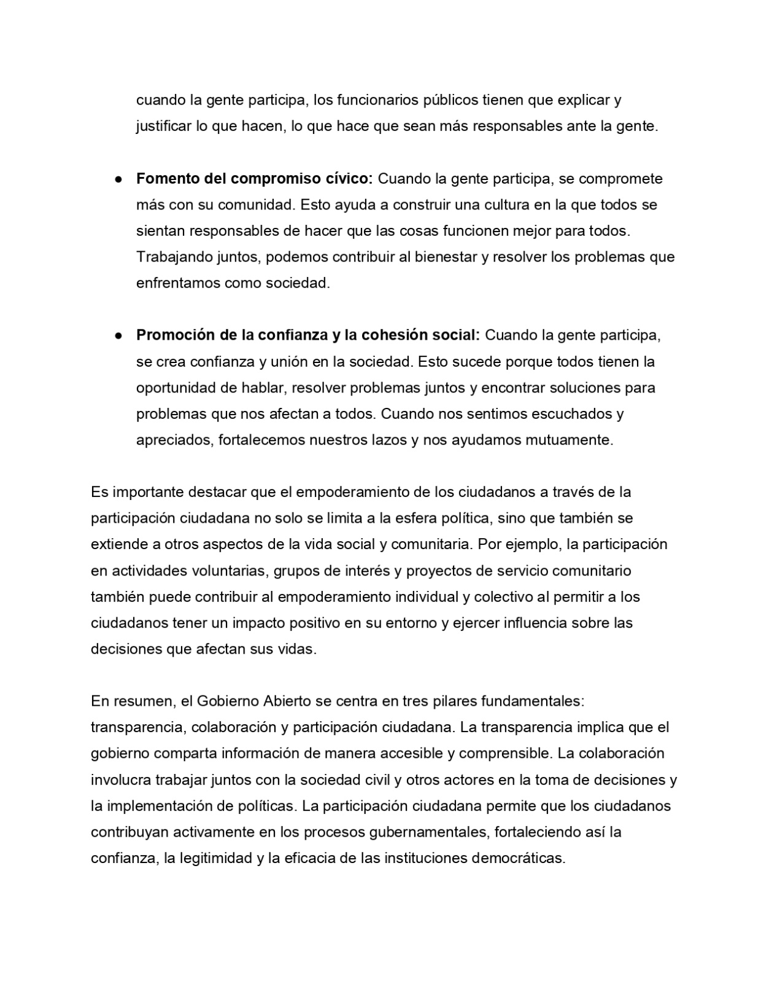 cuando la gente participa, los funcionarios públicos tienen que explicar y
justificar lo que hacen, lo que hace que sean más responsables ante la gente.
● Fomento del compromiso cívico: Cuando la gente participa, se compromete
más con su comunidad. Esto ayuda a construir una cultura en la que todos se
sientan responsables de hacer que las cosas funcionen mejor para todos.
Trabajando juntos, podemos contribuir al bienestar y resolver los problemas que
enfrentamos como sociedad.
● Promoción de la confianza y la cohesión social: Cuando la gente participa,
se crea confianza y unión en la sociedad. Esto sucede porque todos tienen la
oportunidad de hablar, resolver problemas juntos y encontrar soluciones para
problemas que nos afectan a todos. Cuando nos sentimos escuchados y
apreciados, fortalecemos nuestros lazos y nos ayudamos mutuamente.
Es importante destacar que el empoderamiento de los ciudadanos a través de la
participación ciudadana no solo se limita a la esfera política, sino que también se
extiende a otros aspectos de la vida social y comunitaria. Por ejemplo, la participación
en actividades voluntarias, grupos de interés y proyectos de servicio comunitario
también puede contribuir al empoderamiento individual y colectivo al permitir a los
ciudadanos tener un impacto positivo en su entorno y ejercer influencia sobre las
decisiones que afectan sus vidas.
En resumen, el Gobierno Abierto se centra en tres pilares fundamentales:
transparencia, colaboración y participación ciudadana. La transparencia implica que el
gobierno comparta información de manera accesible y comprensible. La colaboración
involucra trabajar juntos con la sociedad civil y otros actores en la toma de decisiones y
la implementación de políticas. La participación ciudadana permite que los ciudadanos
contribuyan activamente en los procesos gubernamentales, fortaleciendo así la
confianza, la legitimidad y la eficacia de las instituciones democráticas.